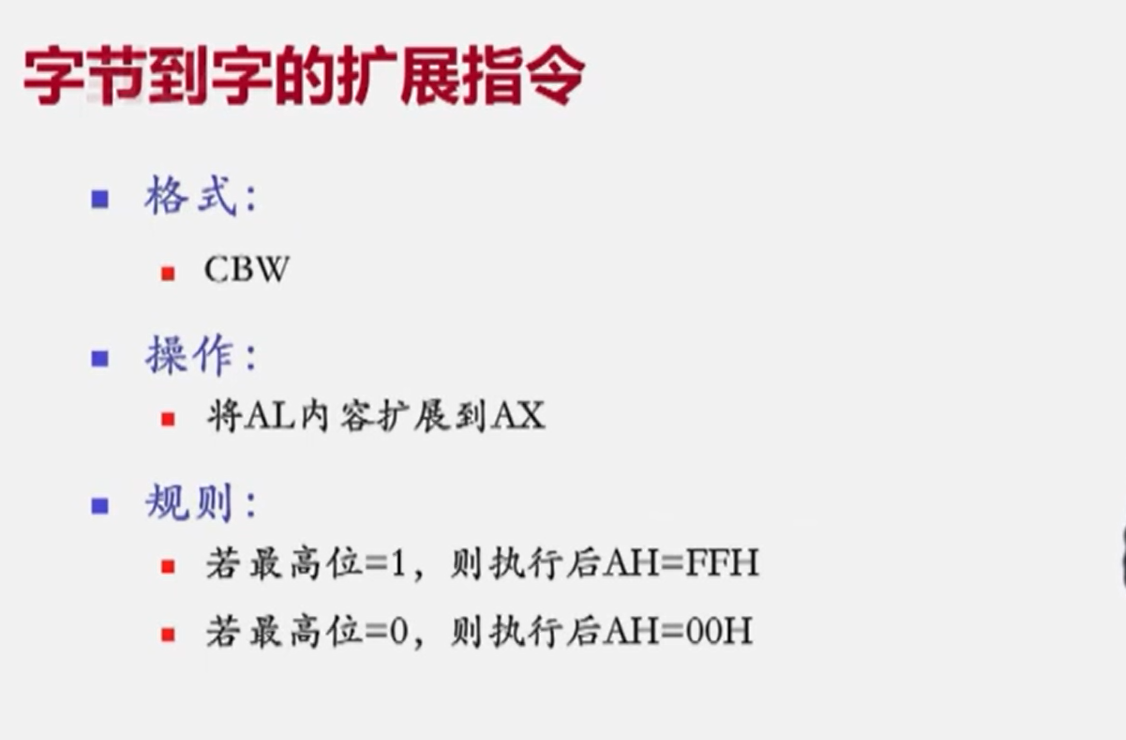 字节到字的扩展指令
格式：
CBW
操作：
将AL内容扩展到AX
规则：
若最高位=1，则执行后AH=FFH
若最高位=0，则执行后AH=00H